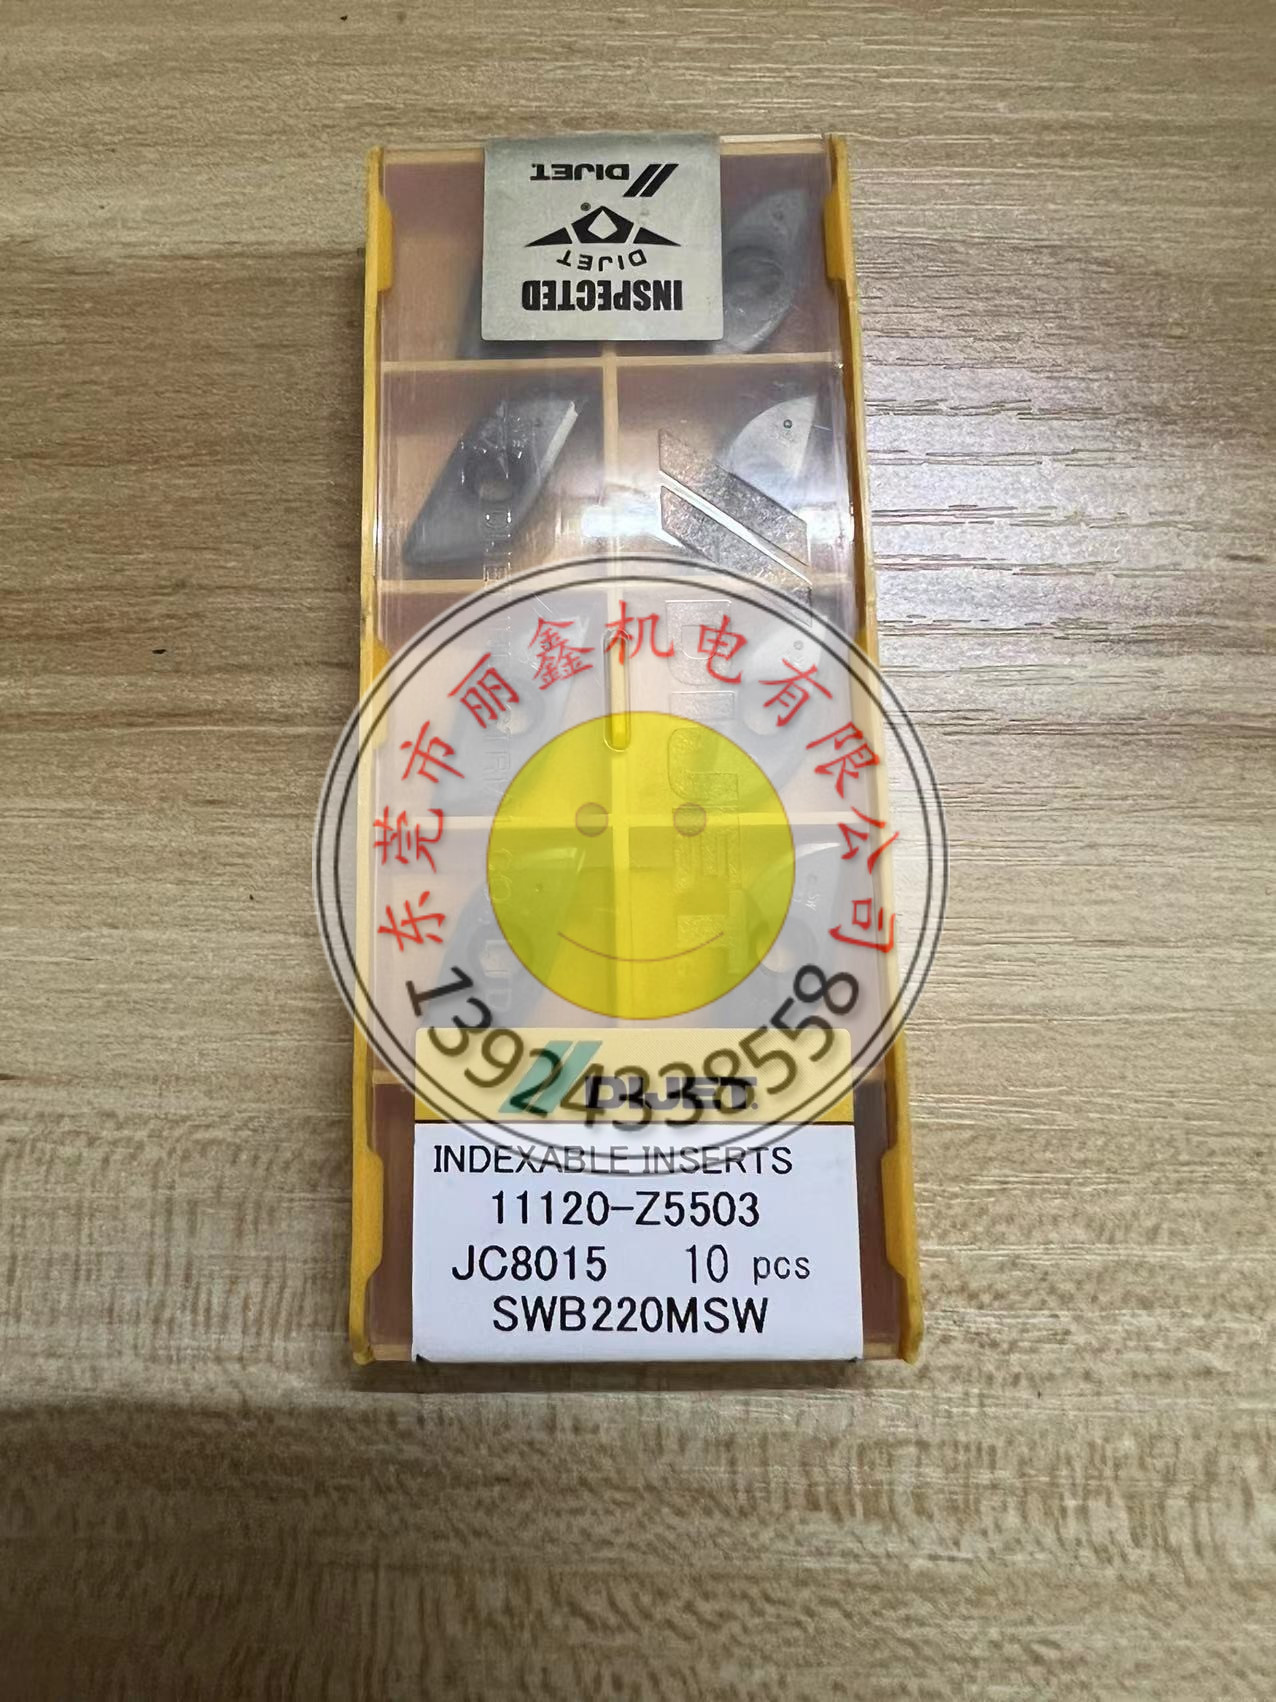 DIJET
DIJET
INSPECTED
DIJET
东莞市丽鑫机电有限公司
13924338558
DIJET
INDEXABLE INSERTS
11120-Z5503
JC8015 10 pcs
SWB220MSW